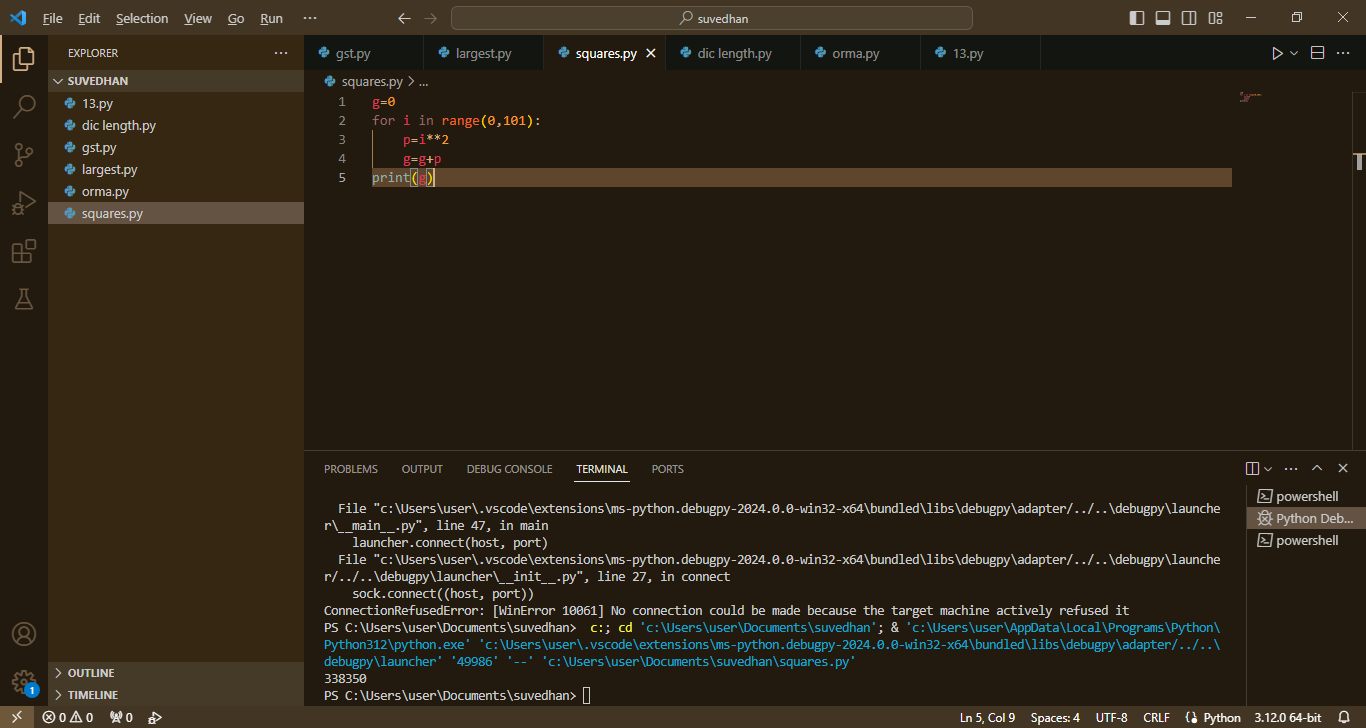 File Edit Selection View Go Run ···
suvedhan
EXPLORER ···
SUVEDHAN
13.py
dic length.py
gst.py
largest.py
orma.py
squares.py
OUTLINE
TIMELINE
gst.py largest.py squares.py dic length.py orma.py 13.py
squares.py > ...
1 g=0
2 for i in range(0,101):
3     p=i**2
4     g=g+p
5 print(g)
PROBLEMS OUTPUT DEBUG CONSOLE TERMINAL PORTS
File "c:\Users\user\.vscode\extensions\ms-python.debugpy-2024.0.0-win32-x64\bundled\libs\debugpy\adapter/../..\debugpy\launche
r\__main__.py", line 47, in main
launcher.connect(host, port)
File "c:\Users\user\.vscode\extensions\ms-python.debugpy-2024.0.0-win32-x64\bundled\libs\debugpy\adapter/../..\debugpy\launche
r/../..\debugpy\launcher\__init__.py", line 27, in connect
sock.connect((host, port))
ConnectionRefusedError: [WinError 10061] No connection could be made because the target machine actively refused it
PS C:\Users\user\Documents\suvedhan>  c:; cd 'c:\Users\user\Documents\suvedhan'; & 'c:\Users\user\AppData\Local\Programs\Python\
Python312\python.exe' 'c:\Users\user\.vscode\extensions\ms-python.debugpy-2024.0.0-win32-x64\bundled\libs\debugpy\adapter/../..\
debugpy\launcher' '49986' '--' 'c:\Users\user\Documents\suvedhan\squares.py'
338350
PS C:\Users\user\Documents\suvedhan>
powershell
Python Deb...
powershell
1
0 0 0
Ln 5, Col 9 Spaces: 4 UTF-8 CRLF Python 3.12.0 64-bit